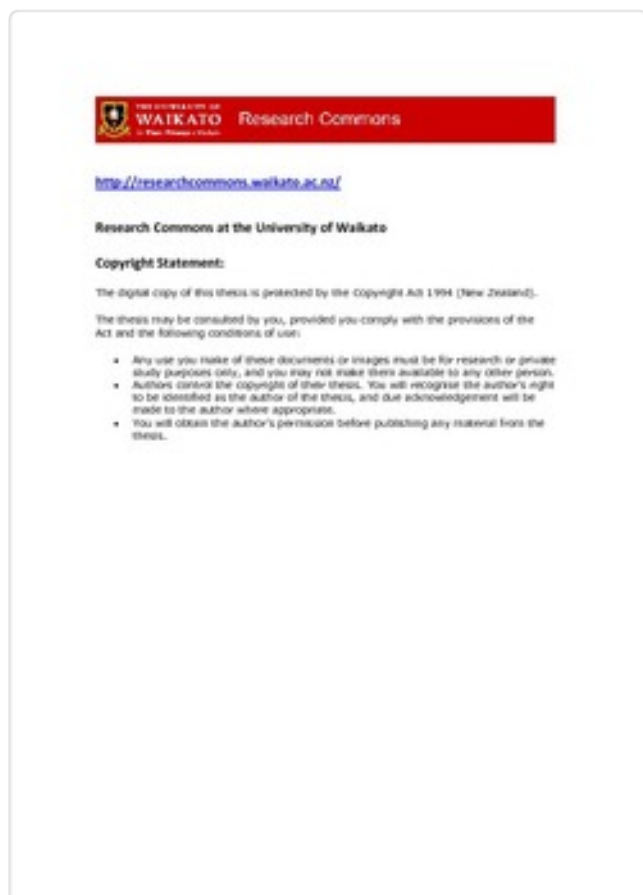 THE UNIVERSITY OF
WAIKATO
Research Commons
http://researchcommons.waikato.ac.nz/
Research Commons at the University of Waikato
Copyright Statement:
The digital copy of this thesis is protected by the Copyright Act 1994 (New Zealand).
The thesis may be consulted by you, provided you comply with the provisions of the
Act and the following conditions of use:
• Any use you make of these documents or images must be for research or private
study purposes only, and you may not make them available to any other person.
• Authors control the copyright of their thesis. You will recognise the author's right
to be identified as the author of the thesis, and due acknowledgement will be
made to the author where appropriate.
• You will obtain the author's permission before publishing any material from the
thesis.